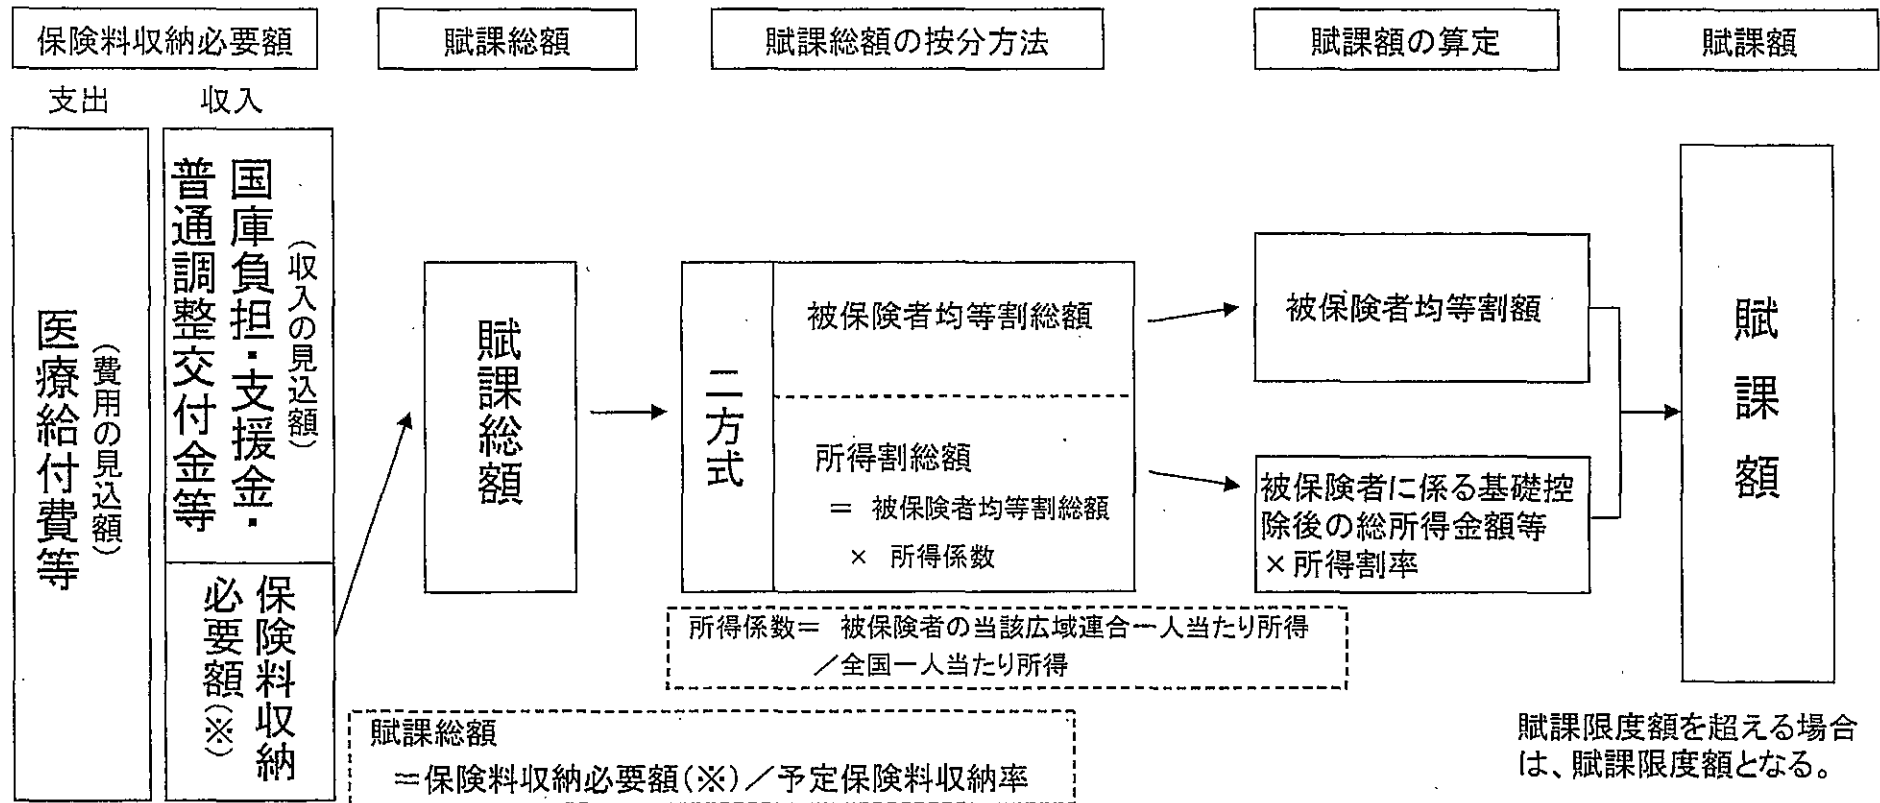 保険料収納必要額
賦課総額
賦課総額の按分方法
賦課額の算定
賦課額
支出
収入
医療給付費等
(費用の見込額)
国庫負担・支援金・
普通調整交付金等
(収入の見込額)
保険料収納
必要額(※)
賦課総額
二方式
被保険者均等割総額
所得割総額
= 被保険者均等割総額
× 所得係数
被保険者均等割額
被保険者に係る基礎控
除後の総所得金額等
×所得割率
賦課額
所得係数= 被保険者の当該広域連合一人当たり所得
/全国一人当たり所得
賦課総額
=保険料収納必要額(※)/予定保険料収納率
賦課限度額を超える場合
は、賦課限度額となる。